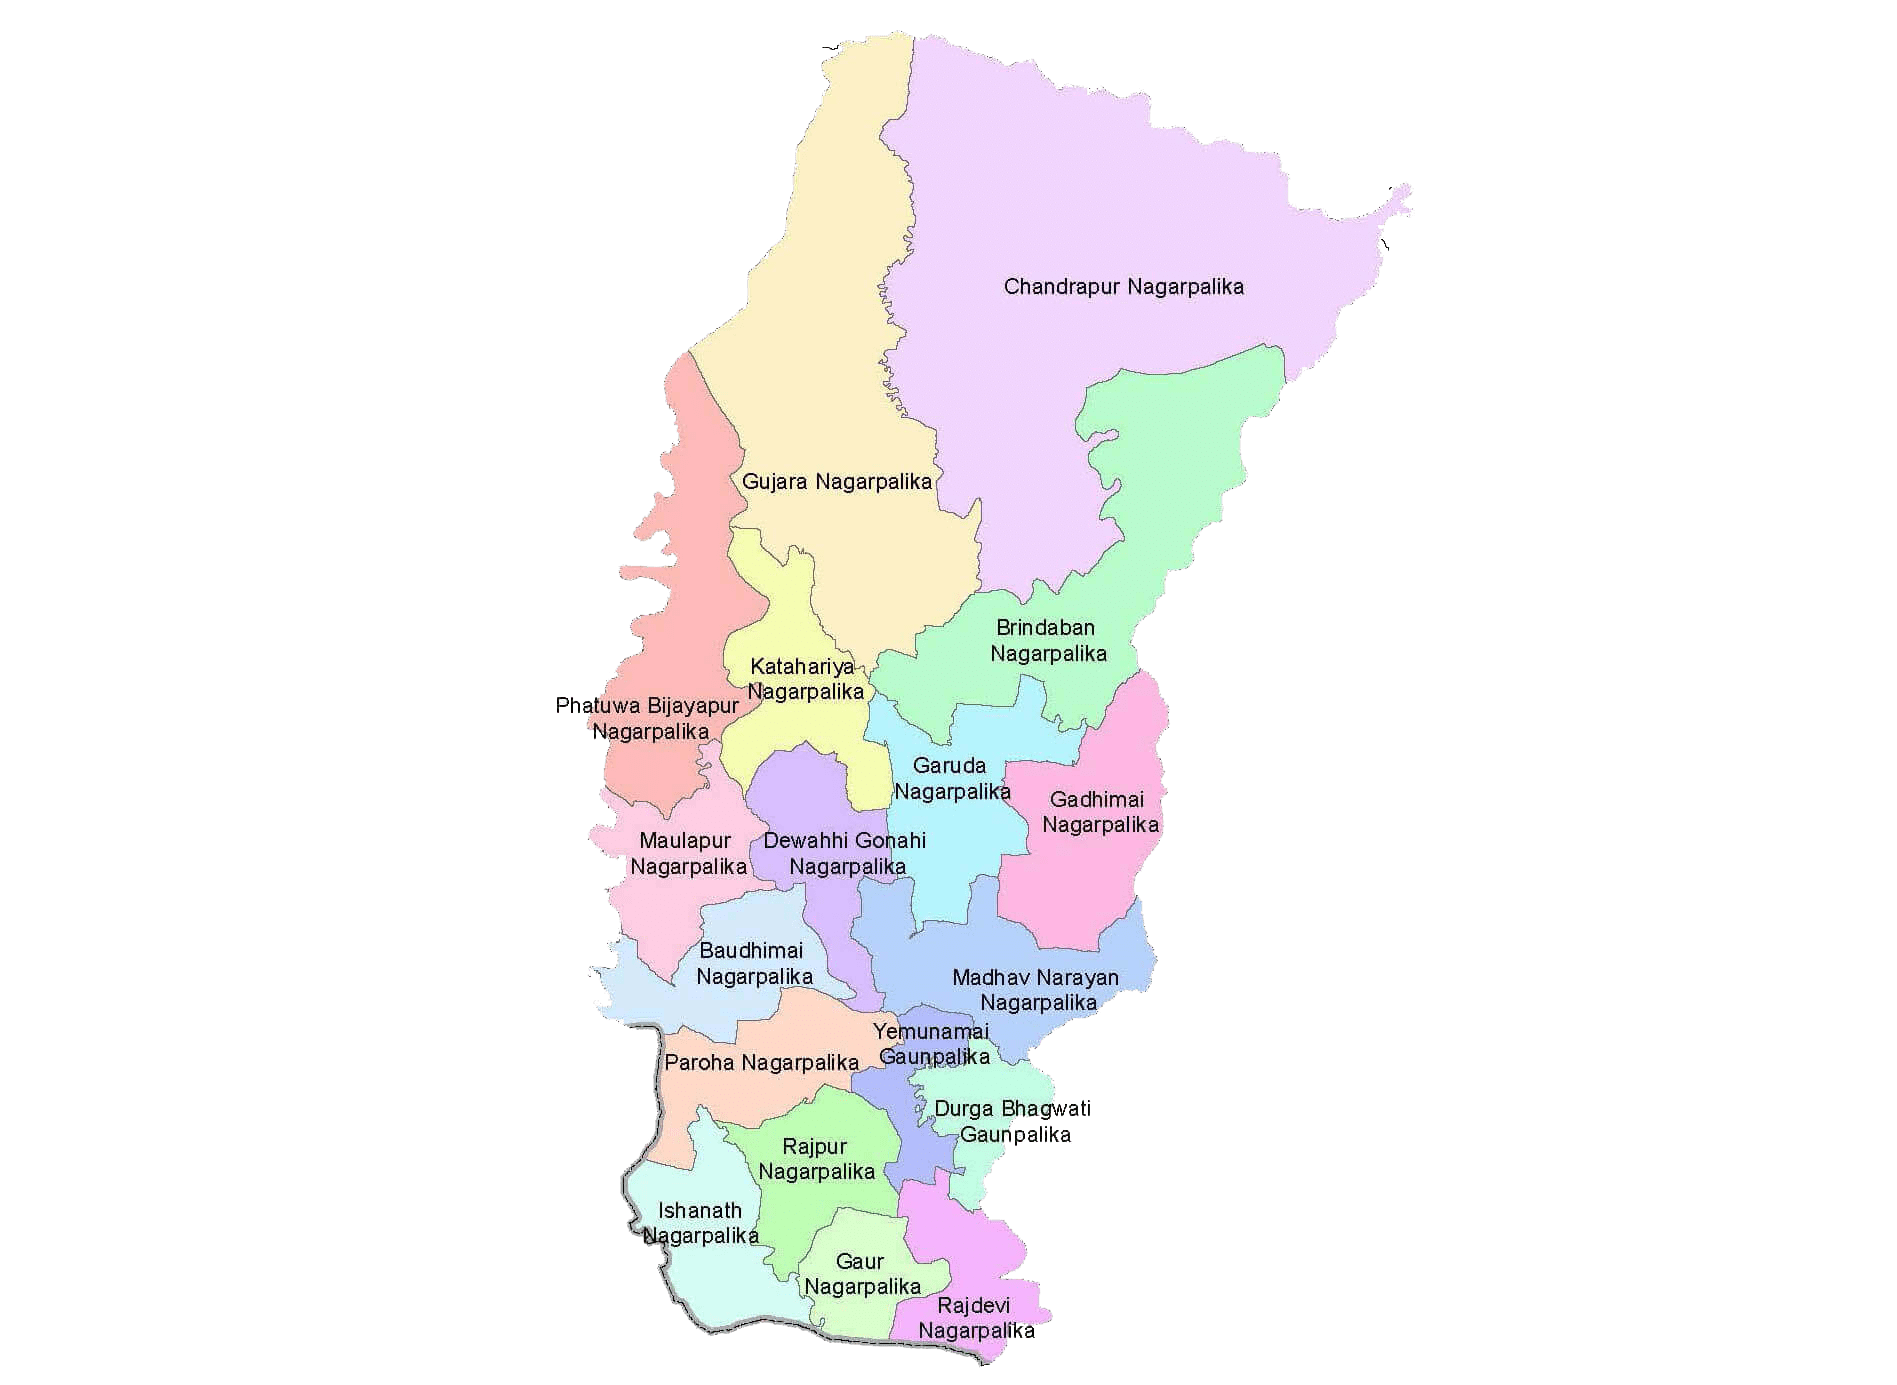 Chandrapur Nagarpalika
Gujara Nagarpalika
Brindaban
Nagarpalika
Katahariya
Nagarpalika
Phatuwa Bijayapur
Nagarpalika
Garuda
Nagarpalika
Gadhimai
Nagarpalika
Maulapur
Nagarpalika
Dewahhi Gonahi
Nagarpalika
Baudhimai
Nagarpalika
Madhav Narayan
Nagarpalika
Yemunamai
Gaunpalika
Paroha Nagarpalika
Durga Bhagwati
Gaunpalika
Rajpur
Nagarpalika
Ishanath
Nagarpalika
Gaur
Nagarpalika
Rajdevi
Nagarpalika